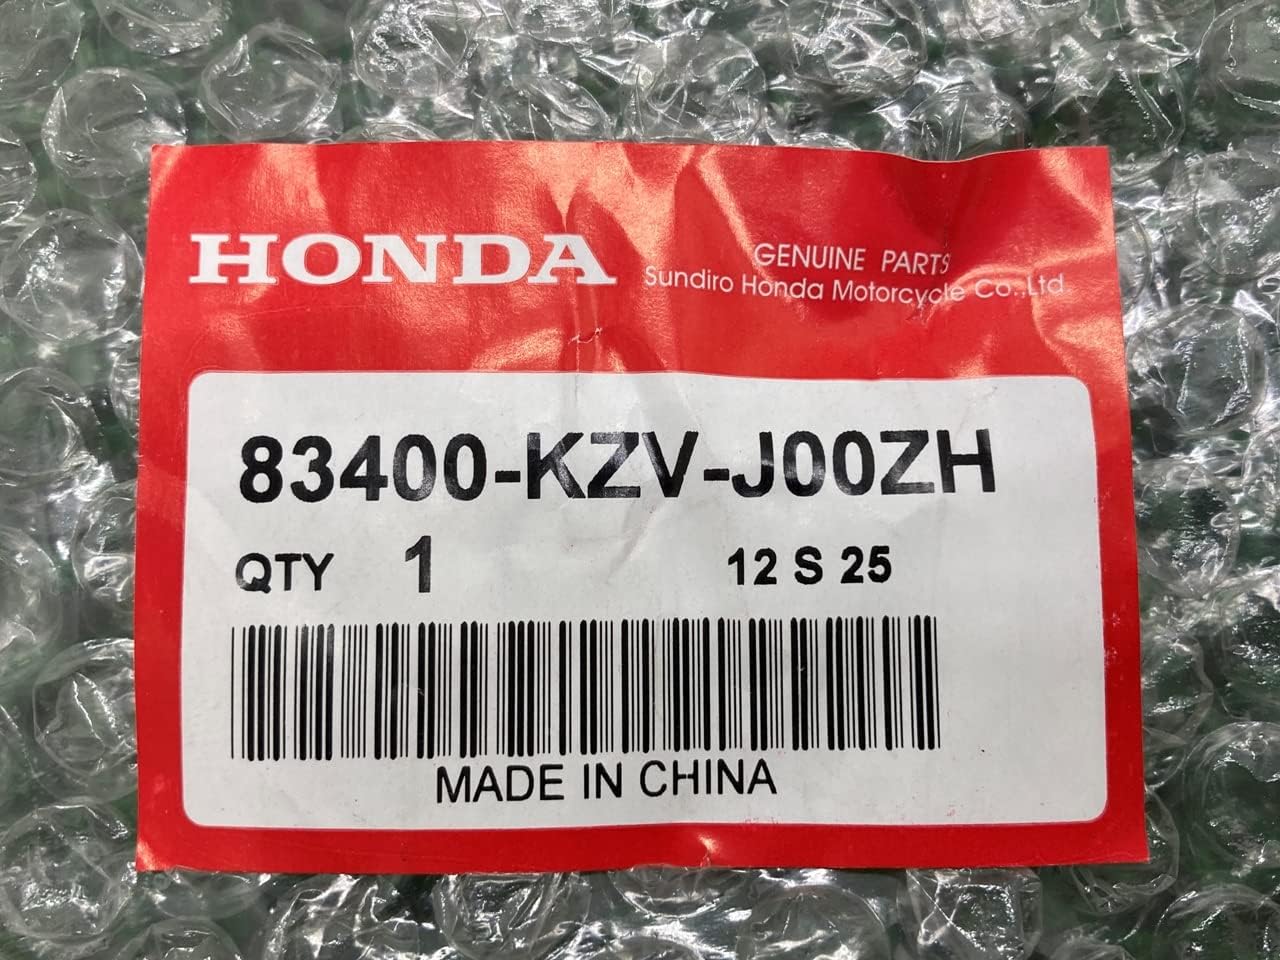 HONDA
GENUINE PARTS
Sundiro Honda Motorcycle Co.,Ltd
83400-KZV-J00ZH
QTY 1 12 S 25
MADE IN CHINA